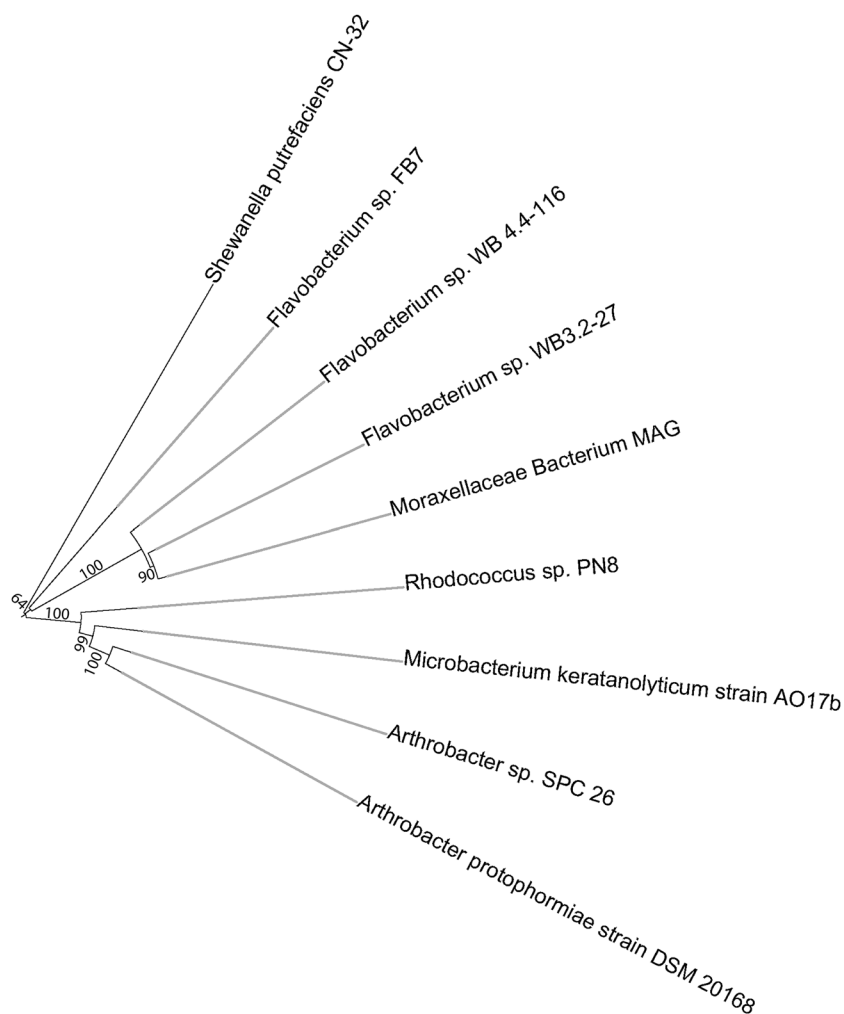 Shewanella putrefaciens CN-32
Flavobacterium sp. FB7
Flavobacterium sp. WB 4.4-116
Flavobacterium sp. WB3.2-27
Moraxellaceae Bacterium MAG
100
90
Rhodococcus sp. PN8
64
100
Microbacterium keratanolyticum strain AO17b
99
100
Arthrobacter sp. SPC 26
Arthrobacter protophormiae strain DSM 20168